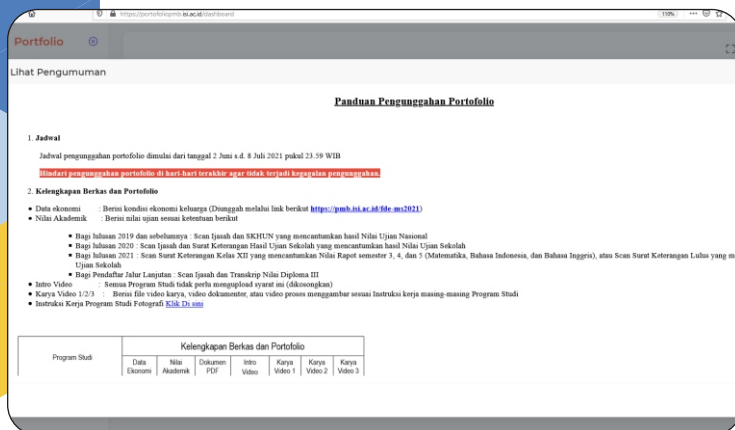 https://portofoliopmb.isi.ac.id/dashboard
110%
Portfolio
Lihat Pengumuman
Panduan Pengunggahan Portofolio
1. Jadwal
Jadwal pengunggahan portofolio dimulai dari tanggal 2 Juni s.d. 8 Juli 2021 pukul 23.59 WIB
Hindari pengunggahan portofolio di hari-hari terakhir agar tidak terjadi kegagalan pengunggahan.
2. Kelengkapan Berkas dan Portofolio
• Data ekonomi : Berisi kondisi ekonomi keluarga (Diunggah melalui link berikut https://pmb.isi.ac.id/fde-ms2021)
• Nilai Akademik : Berisi nilai ujian sesuai ketentuan berikut
▪ Bagi lulusan 2019 dan sebelumnya : Scan Ijasah dan SKHUN yang mencantumkan hasil Nilai Ujian Nasional
▪ Bagi lulusan 2020 : Scan Ijasah dan Surat Keterangan Hasil Ujian Sekolah yang mencantumkan hasil Nilai Ujian Sekolah
▪ Bagi lulusan 2021 : Scan Surat Keterangan Kelas XII yang mencantumkan Nilai Rapot semester 3, 4, dan 5 (Matematika, Bahasa Indonesia, dan Bahasa Inggris), atau Scan Surat Keterangan Lulus yang m
Ujian Sekolah
▪ Bagi Pendaftar Jalur Lanjutan : Scan Ijasah dan Transkrip Nilai Diploma III
• Intro Video : Semua Program Studi tidak perlu mengupload syarat ini (dikosongkan)
• Karya Video 1/2/3 : Berisi file video karya, video dokumenter, atau video proses menggambar sesuai Instruksi kerja masing-masing Program Studi
• Instruksi Kerja Program Studi Fotografi Klik Di sini
Program Studi
Kelengkapan Berkas dan Portofolio
Data Ekonomi
Nilai Akademik
Dokumen PDF
Intro Video
Karya Video 1
Karya Video 2
Karya Video 3